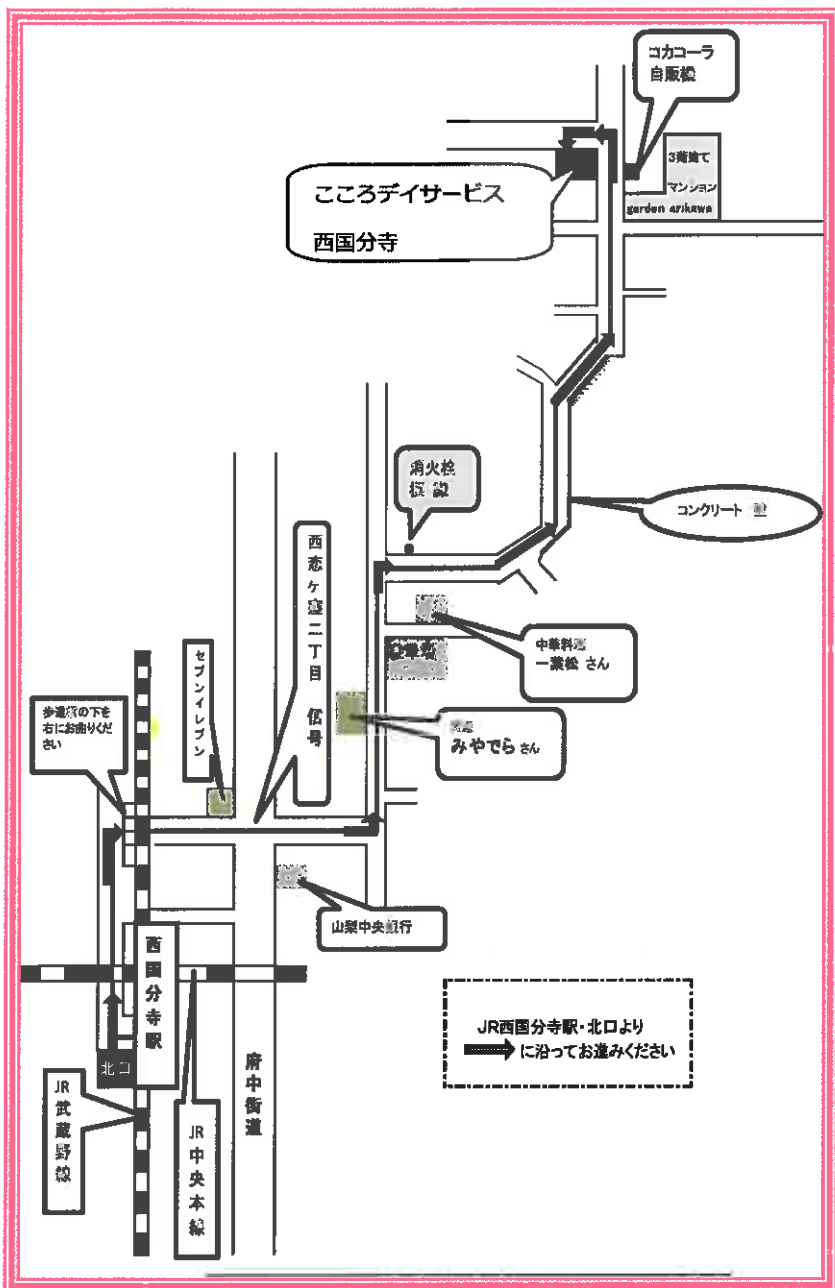 コカコーラ
自販機
3階建て
マンション
garden arikawa
こころデイサービス
西国分寺
消火栓
標識
コンクリート
中華料理
一葉松 さん
みやでら さん
西恋ヶ窪二丁目 信号
セブンイレブン
歩道橋の下を
右にお曲りくだ
さい
山梨中央銀行
西国分寺駅
北口
JR武蔵野線
JR中央本線
府中街道
JR西国分寺駅・北口より
に沿ってお進みください